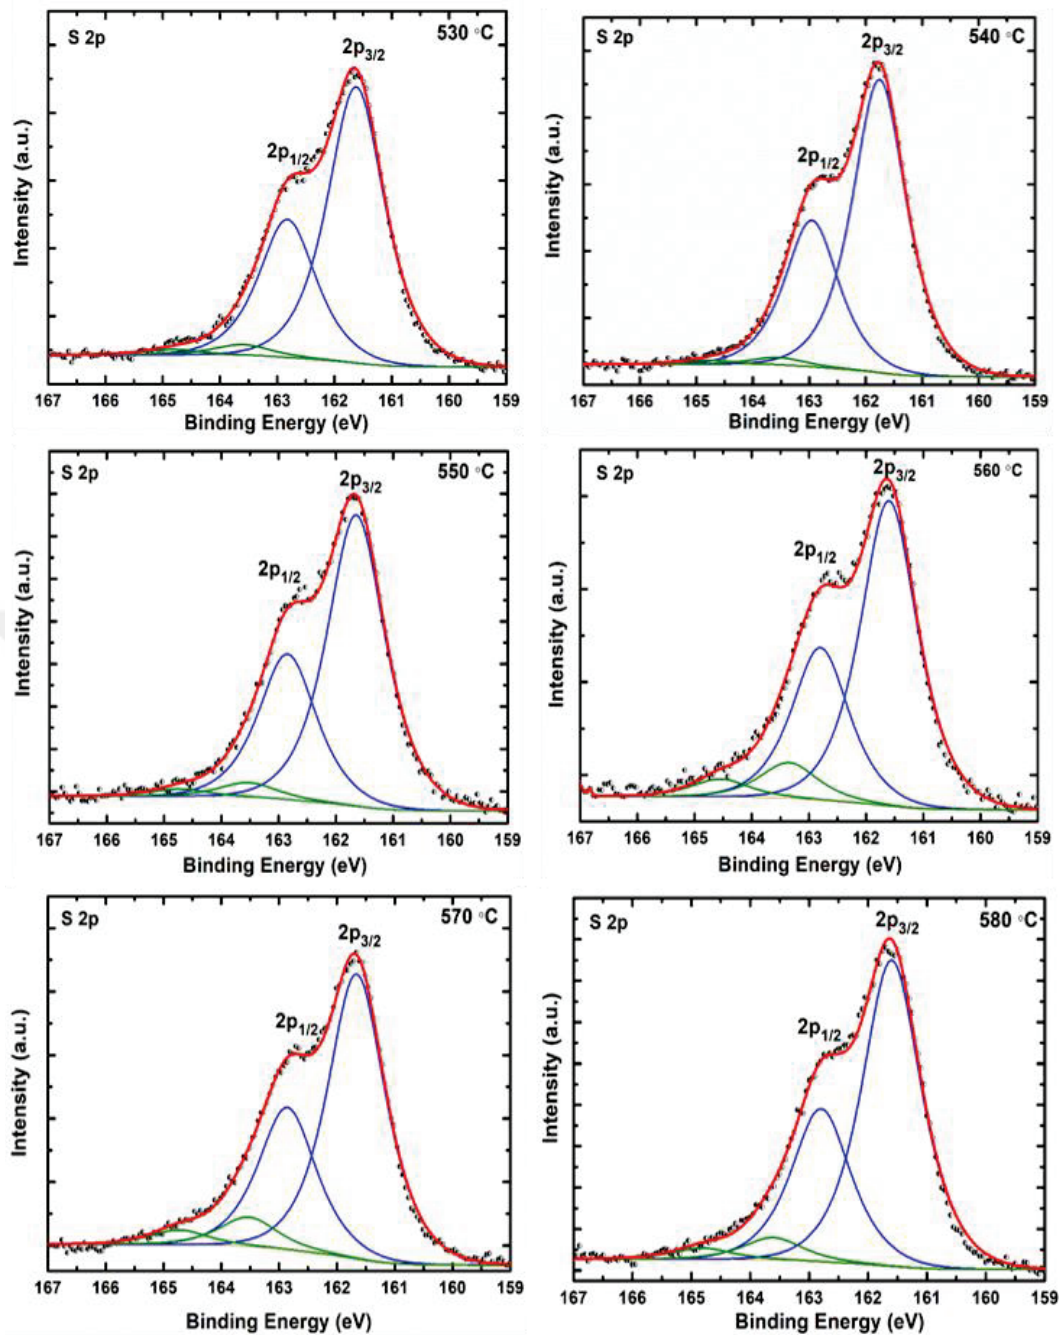 S 2p
2p3/2
530 °C
2p1/2
Intensity (a.u.)
167 166 165 164 163 162 161 160 159
Binding Energy (eV)
S 2p
2p3/2
540 °C
2p1/2
Intensity (a.u.)
167 166 165 164 163 162 161 160 159
Binding Energy (eV)
S 2p
2p3/2
550 °C
2p1/2
Intensity (a.u.)
167 166 165 164 163 162 161 160 159
Binding Energy (eV)
S 2p
2p3/2
560 °C
2p1/2
Intensity (a.u.)
167 166 165 164 163 162 161 160 159
Binding Energy (eV)
S 2p
2p3/2
570 °C
2p1/2
Intensity (a.u.)
167 166 165 164 163 162 161 160 159
Binding Energy (eV)
S 2p
2p3/2
580 °C
2p1/2
Intensity (a.u.)
167 166 165 164 163 162 161 160 159
Binding Energy (eV)